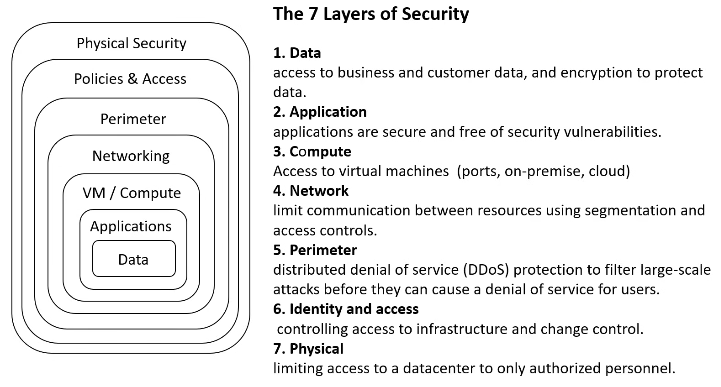 Physical Security
Policies & Access
Perimeter
Networking
VM / Compute
Applications
Data
The 7 Layers of Security
1. Data
access to business and customer data, and encryption to protect
data.
2. Application
applications are secure and free of security vulnerabilities.
3. Compute
Access to virtual machines (ports, on-premise, cloud)
4. Network
limit communication between resources using segmentation and
access controls.
5. Perimeter
distributed denial of service (DDoS) protection to filter large-scale
attacks before they can cause a denial of service for users.
6. Identity and access
controlling access to infrastructure and change control.
7. Physical
limiting access to a datacenter to only authorized personnel.